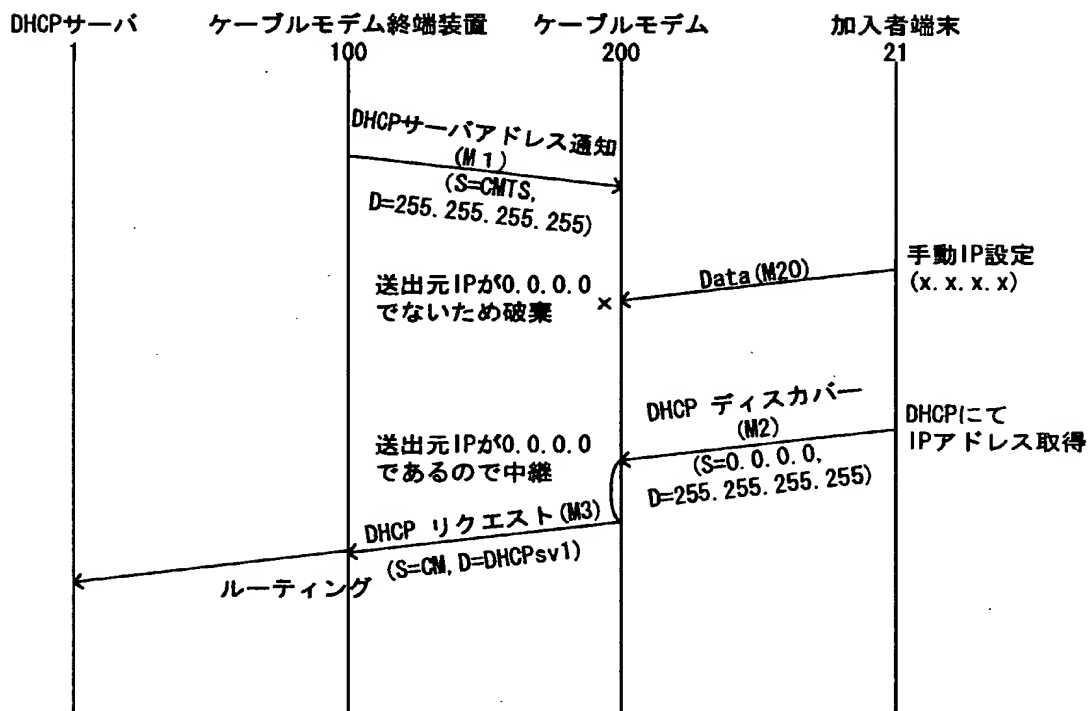 DHCPサーバ
ケーブルモデム終端装置
ケーブルモデム
加入者端末
1
100
200
21
DHCPサーバアドレス通知
(M1)
(S=CMTS,
D=255.255.255.255)
手動IP設定
(x.x.x.x)
Data(M20)
送出元IPが0.0.0.0
でないため破棄
×
DHCP ディスカバー
(M2)
(S=0.0.0.0,
D=255.255.255.255)
DHCPにて
IPアドレス取得
送出元IPが0.0.0.0
であるので中継
DHCP リクエスト(M3)
(S=CM,D=DHCPsv1)
ルーティング